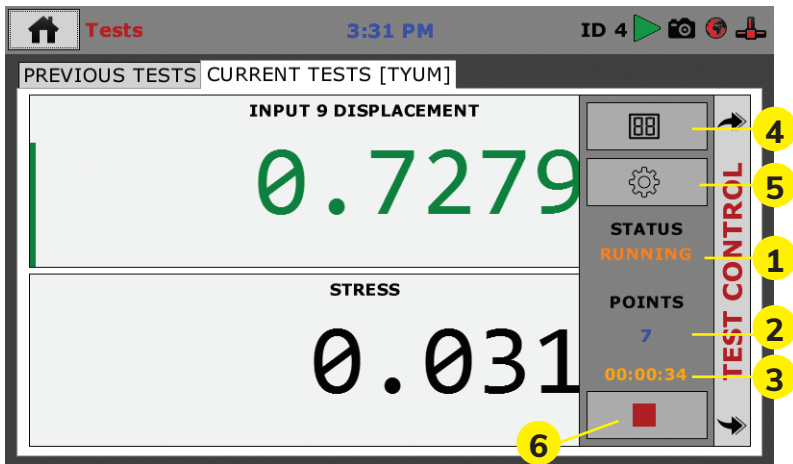 Tests
3:31 PM
ID 4
PREVIOUS TESTS
CURRENT TESTS [TYUM]
INPUT 9 DISPLACEMENT
0.7279
STRESS
0.031
88
STATUS
RUNNING
POINTS
7
00:00:34
TEST CONTROL
4
5
1
2
3
6